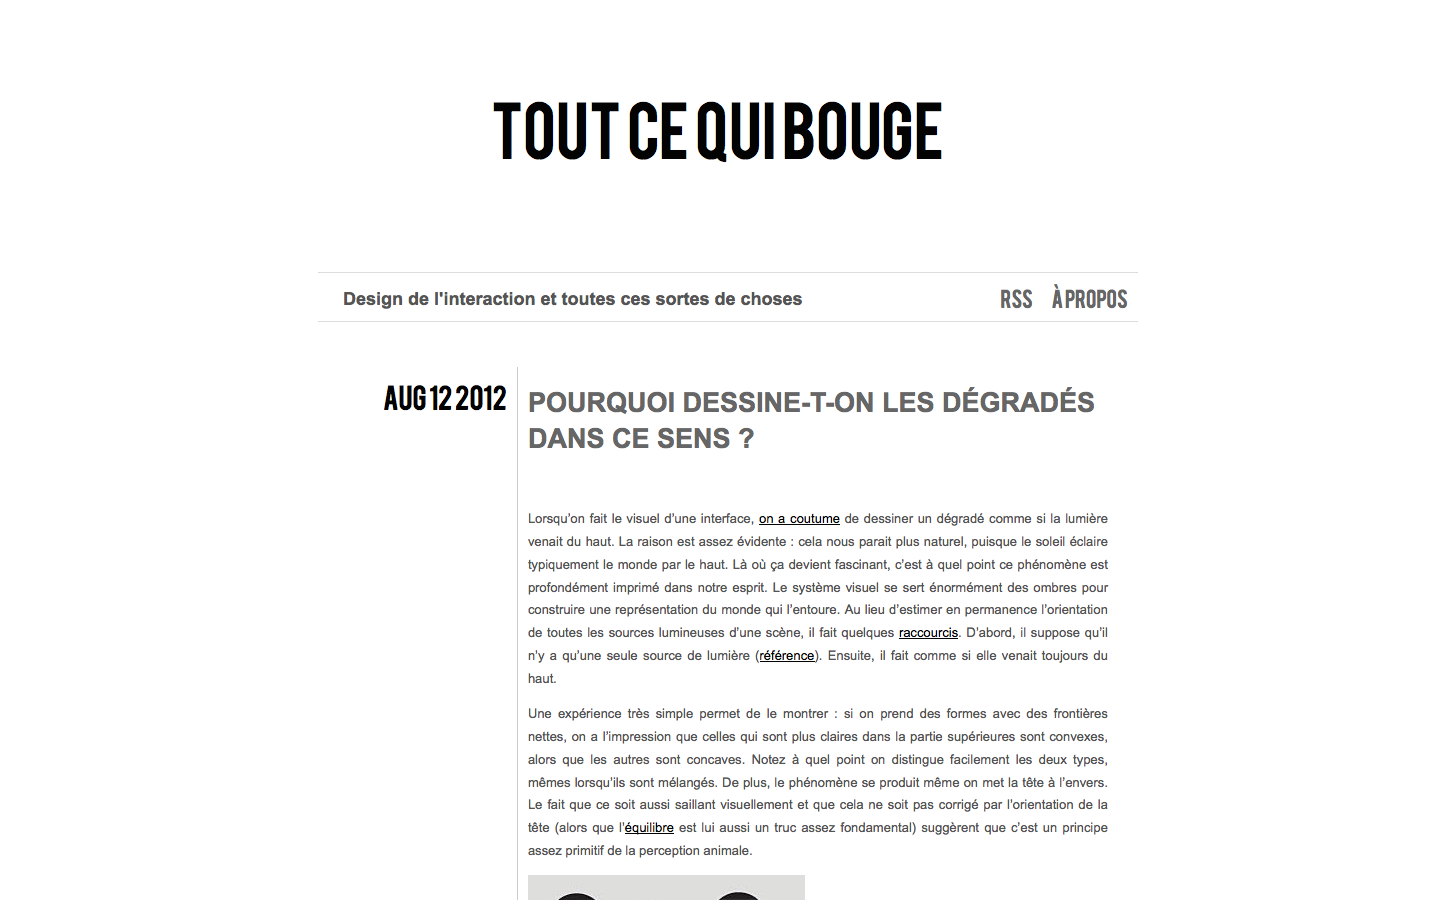 TOUT CE QUI BOUGE
Design de l'interaction et toutes ces sortes de choses
RSS À PROPOS
AUG 12 2012
POURQUOI DESSINE-T-ON LES DÉGRADÉS
DANS CE SENS ?
Lorsqu’on fait le visuel d’une interface, on a coutume de dessiner un dégradé comme si la lumière
venait du haut. La raison est assez évidente : cela nous parait plus naturel, puisque le soleil éclaire
typiquement le monde par le haut. Là où ça devient fascinant, c’est à quel point ce phénomène est
profondément imprimé dans notre esprit. Le système visuel se sert énormément des ombres pour
construire une représentation du monde qui l’entoure. Au lieu d’estimer en permanence l’orientation
de toutes les sources lumineuses d’une scène, il fait quelques raccourcis. D’abord, il suppose qu’il
n’y a qu’une seule source de lumière (référence). Ensuite, il fait comme si elle venait toujours du
haut.
Une expérience très simple permet de le montrer : si on prend des formes avec des frontières
nettes, on a l’impression que celles qui sont plus claires dans la partie supérieures sont convexes,
alors que les autres sont concaves. Notez à quel point on distingue facilement les deux types,
mêmes lorsqu’ils sont mélangés. De plus, le phénomène se produit même on met la tête à l’envers.
Le fait que ce soit aussi saillant visuellement et que cela ne soit pas corrigé par l’orientation de la
tête (alors que l’équilibre est lui aussi un truc assez fondamental) suggèrent que c’est un principe
assez primitif de la perception animale.